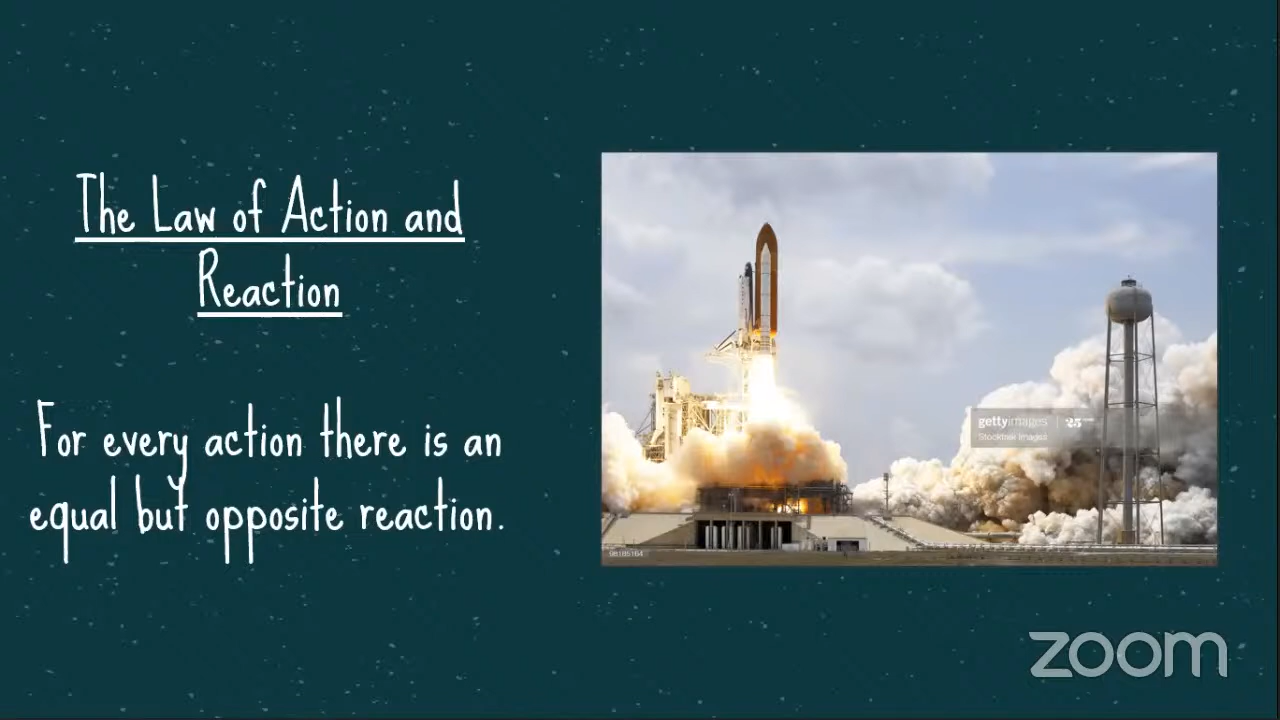 The Law of Action and
Reaction
For every action there is an
equal but opposite reaction.
gettyimages
Stocktrek Images
zoom